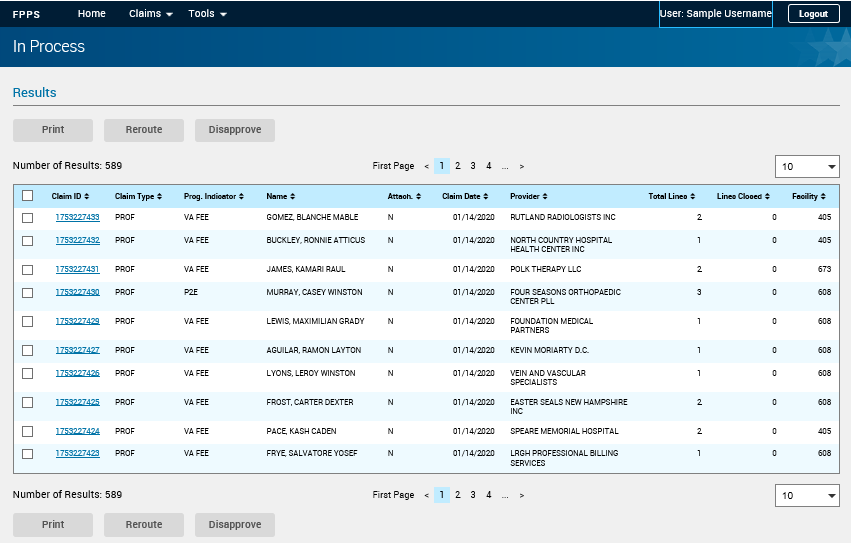 FPPS Home Claims Tools User: Sample Username Logout
In Process
Results
Print Reroute Disapprove
Number of Results: 589 First Page < 1 2 3 4 ... > 10
Claim ID Claim Type Prog. Indicator Name Attach. Claim Date Provider Total Lines Lines Closed Facility
1753227433 PROF VA FEE GOMEZ, BLANCHE MABLE N 01/14/2020 RUTLAND RADIOLOGISTS INC 2 0 405
1753227432 PROF VA FEE BUCKLEY, RONNIE ATTICUS N 01/14/2020 NORTH COUNTRY HOSPITAL 1 0 405
HEALTH CENTER INC
1753227431 PROF VA FEE JAMES, KAMARI RAUL N 01/14/2020 POLK THERAPY LLC 2 0 673
1753227430 PROF P2E MURRAY, CASEY WINSTON N 01/14/2020 FOUR SEASONS ORTHOPAEDIC 3 0 608
CENTER PLL
1753227429 PROF VA FEE LEWIS, MAXIMILIAN GRADY N 01/14/2020 FOUNDATION MEDICAL 1 0 608
PARTNERS
1753227427 PROF VA FEE AGUILAR, RAMON LAYTON N 01/14/2020 KEVIN MORIARTY D.C. 1 0 608
1753227426 PROF VA FEE LYONS, LEROY WINSTON N 01/14/2020 VEIN AND VASCULAR 1 0 608
SPECIALISTS
1753227425 PROF VA FEE FROST, CARTER DEXTER N 01/14/2020 EASTER SEALS NEW HAMPSHIRE 2 0 608
INC
1753227424 PROF VA FEE PACE, KASH CADEN N 01/14/2020 SPEARE MEMORIAL HOSPITAL 2 0 405
1753227423 PROF VA FEE FRYE, SALVATORE YOSEF N 01/14/2020 LRGH PROFESSIONAL BILLING 1 0 608
SERVICES
Number of Results: 589 First Page < 1 2 3 4 ... > 10
Print Reroute Disapprove